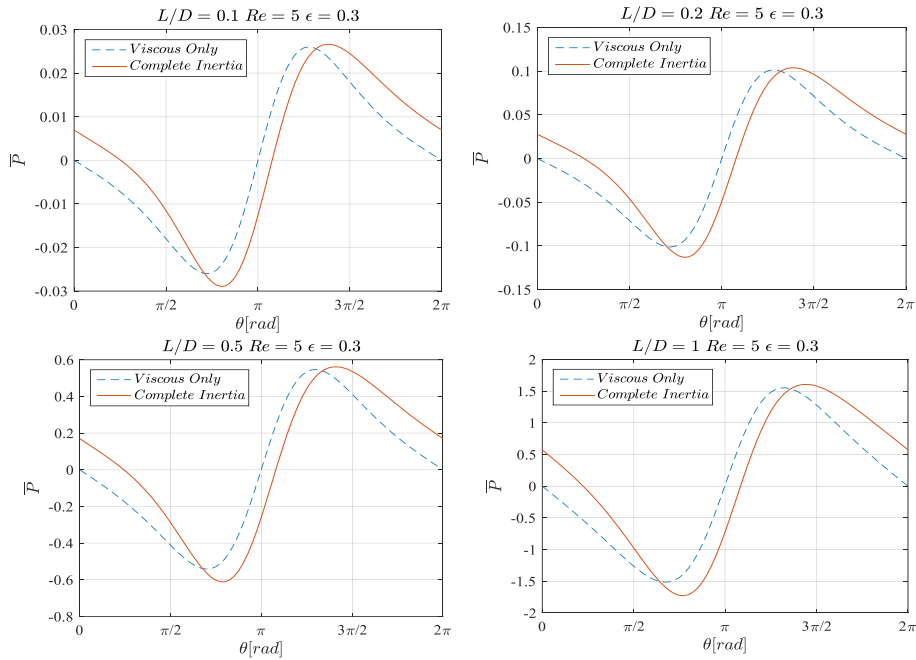 L/D = 0.1 Re = 5 ϵ = 0.3
0.03
0.02
0.01
0
-0.01
-0.02
-0.03
P̅
Viscous Only
Complete Inertia
0 π/2 π 3π/2 2π
θ[rad]
L/D = 0.2 Re = 5 ϵ = 0.3
0.15
0.1
0.05
0
-0.05
-0.1
-0.15
P̅
Viscous Only
Complete Inertia
0 π/2 π 3π/2 2π
θ[rad]
L/D = 0.5 Re = 5 ϵ = 0.3
0.6
0.4
0.2
0
-0.2
-0.4
-0.6
-0.8
P̅
Viscous Only
Complete Inertia
0 π/2 π 3π/2 2π
θ[rad]
L/D = 1 Re = 5 ϵ = 0.3
2
1.5
1
0.5
0
-0.5
-1
-1.5
-2
P̅
Viscous Only
Complete Inertia
0 π/2 π 3π/2 2π
θ[rad]